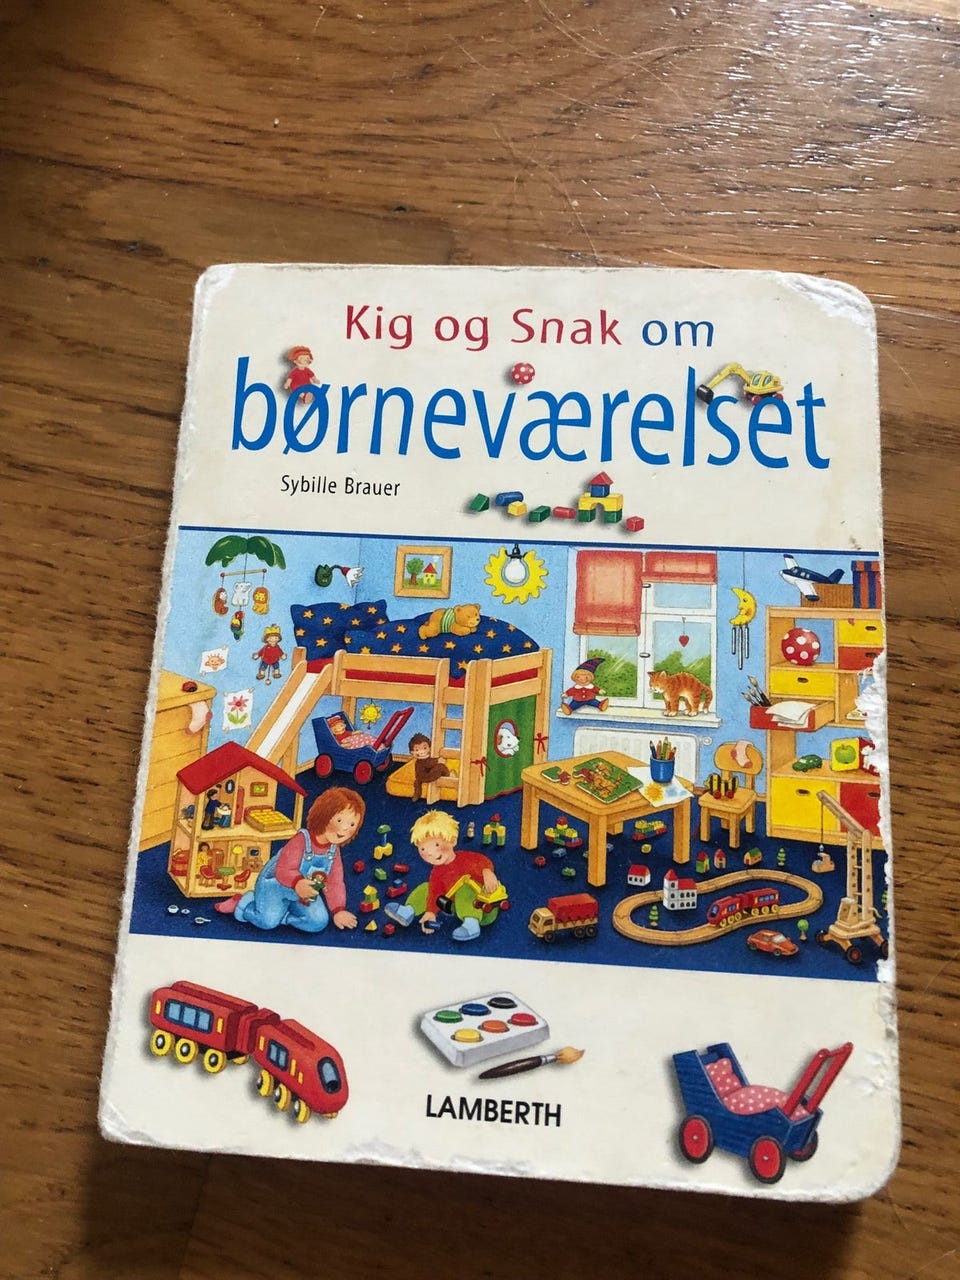 Kig og Snak om
børneværelset
Sybille Brauer
LAMBERTH